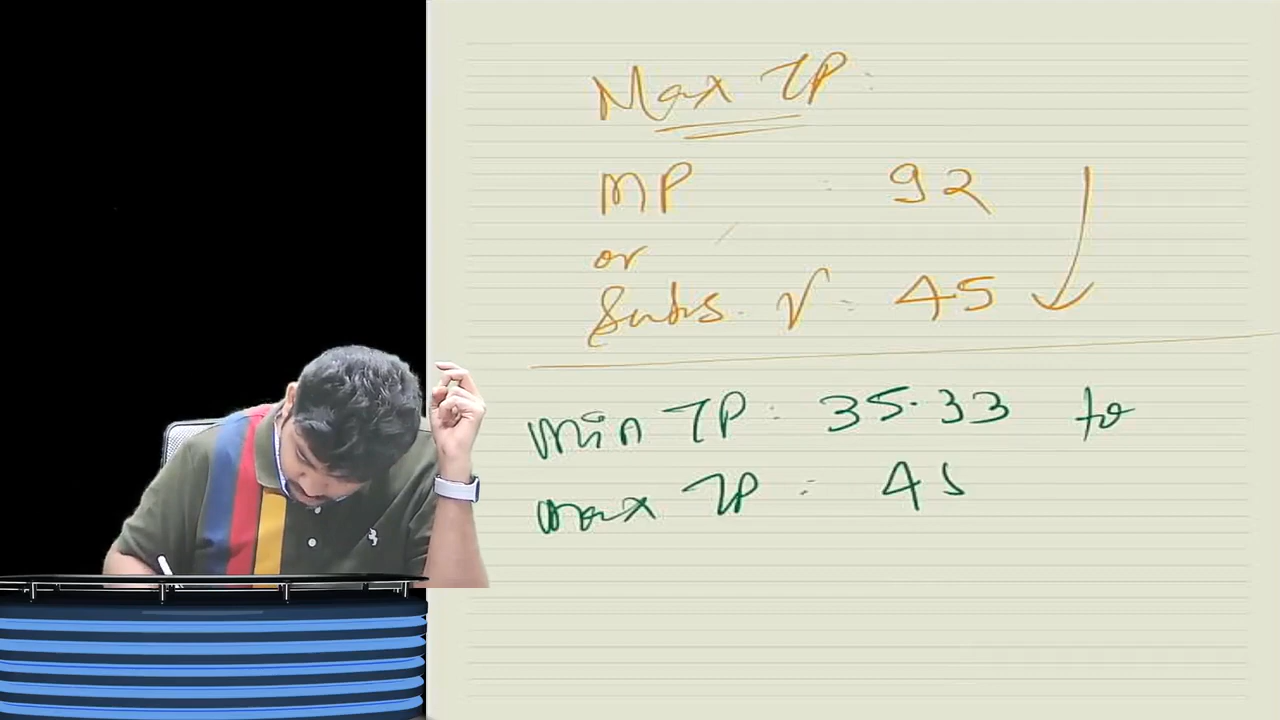 Max TP:
MP : 92
or
Subs. V : 45
Min TP : 35.33 to
Max TP : 45